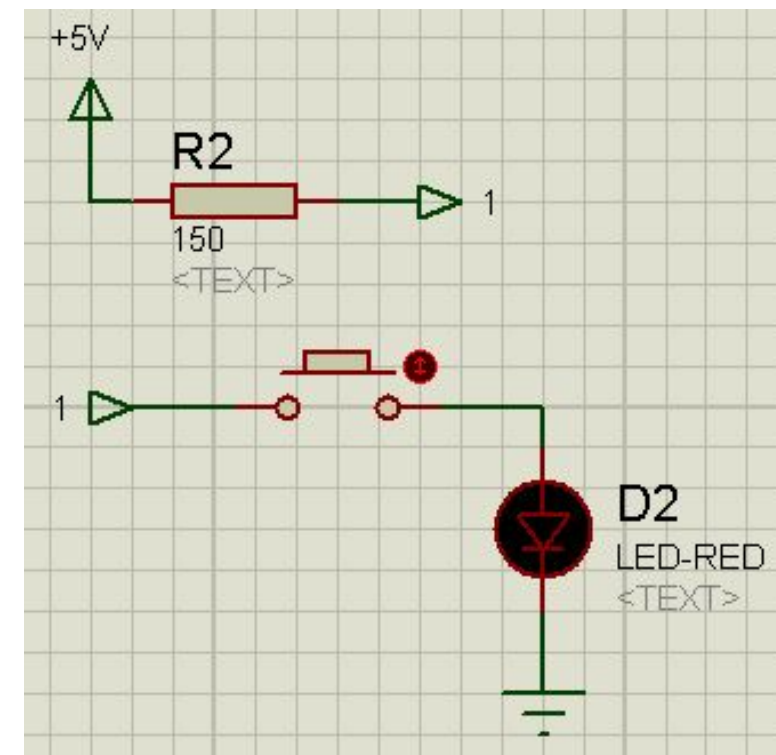 +5V
R2
1
150
<TEXT>
1
D2
LED-RED
<TEXT>